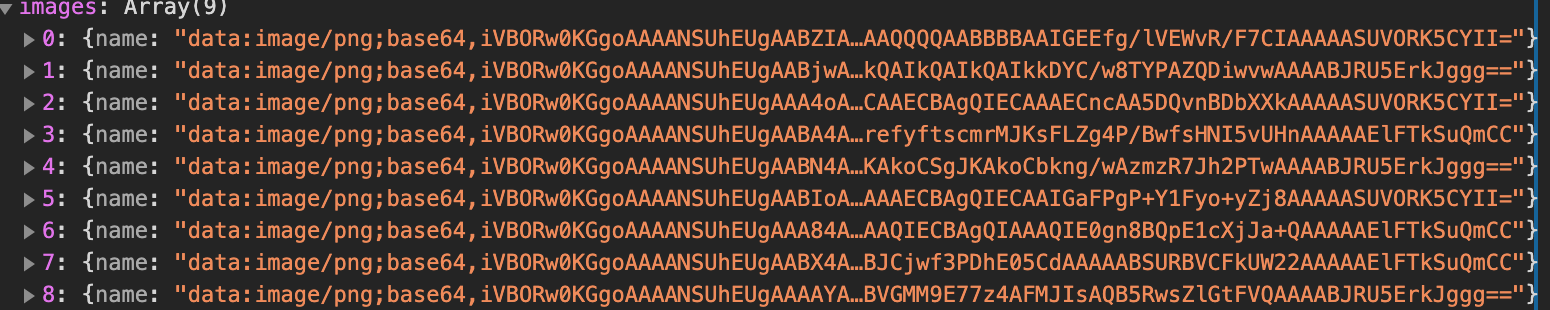 ▼ images: Array(9)
▶ 0: {name: "data:image/png;base64,iVBORw0KGgoAAAANSUhEUgAABZIA…AAQQQQAABBBBAAIGEEfg/lVEWvR/F7CIAAAAASUVORK5CYII="}
▶ 1: {name: "data:image/png;base64,iVBORw0KGgoAAAANSUhEUgAABjwA…kQAIkQAIkQAIkkDYC/w8TYPAZQDiwvwAAAABJRU5ErkJggg=="}
▶ 2: {name: "data:image/png;base64,iVBORw0KGgoAAAANSUhEUgAAA4oA…CAAECBAgQIECAAAECncAA5DQvnBDbXXkAAAAASUVORK5CYII="}
▶ 3: {name: "data:image/png;base64,iVBORw0KGgoAAAANSUhEUgAABA4A…refyftscmrMJKsFLZg4P/BwfsHNI5vUHnAAAAAElFTkSuQmCC"}
▶ 4: {name: "data:image/png;base64,iVBORw0KGgoAAAANSUhEUgAABN4A…KAkoCSgJKAkoCbkng/wAzmzR7Jh2PTwAAAABJRU5ErkJggg=="}
▶ 5: {name: "data:image/png;base64,iVBORw0KGgoAAAANSUhEUgAABIoA…AAAECBAgQIECAAIGaFPgP+Y1Fyo+yZj8AAAAASUVORK5CYII="}
▶ 6: {name: "data:image/png;base64,iVBORw0KGgoAAAANSUhEUgAAA84A…AAQIECBAgQIAAAQIE0gn8BQpE1cXjJa+QAAAAAElFTkSuQmCC"}
▶ 7: {name: "data:image/png;base64,iVBORw0KGgoAAAANSUhEUgAABX4A…BJCjwf3PDhE05CdAAAAABSURBVCFkUW22AAAAAElFTkSuQmCC"}
▶ 8: {name: "data:image/png;base64,iVBORw0KGgoAAAANSUhEUgAAAAYA…BVGMM9E77z4AFMJIsAQB5RwsZlGtFVQAAAABJRU5ErkJggg=="}